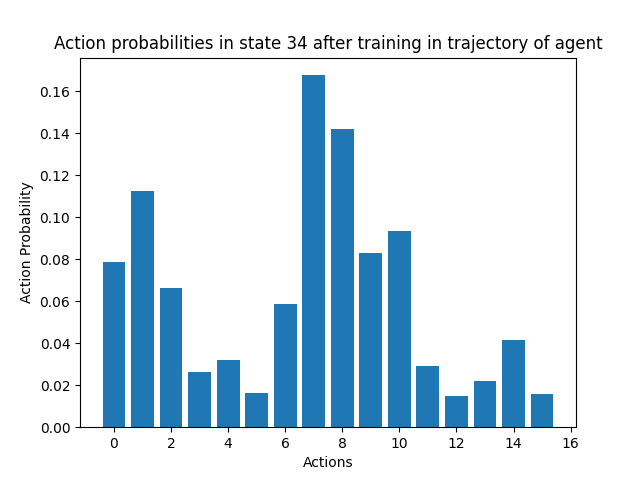 Action probabilities in state 34 after training in trajectory of agent
0.16
0.14
0.12
0.10
0.08
0.06
0.04
0.02
0.00
Action Probability
0 2 4 6 8 10 12 14 16
Actions